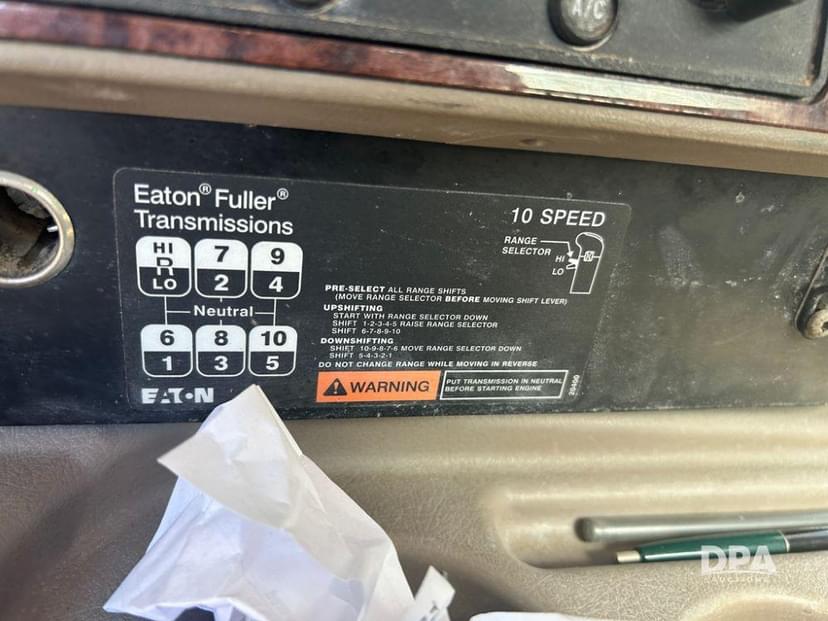 A/C
Eaton® Fuller®
Transmissions
HI
R
LO
7
2
9
4
Neutral
6
1
8
3
10
5
EATON
10 SPEED
RANGE
SELECTOR
HI
LO
PRE-SELECT ALL RANGE SHIFTS
(MOVE RANGE SELECTOR BEFORE MOVING SHIFT LEVER)
UPSHIFTING
START WITH RANGE SELECTOR DOWN
SHIFT 1-2-3-4-5 RAISE RANGE SELECTOR
SHIFT 6-7-8-9-10
DOWNSHIFTING
SHIFT 10-9-8-7-6 MOVE RANGE SELECTOR DOWN
SHIFT 5-4-3-2-1
DO NOT CHANGE RANGE WHILE MOVING IN REVERSE
WARNING
PUT TRANSMISSION IN NEUTRAL
BEFORE STARTING ENGINE
DPA
AUCTIONS